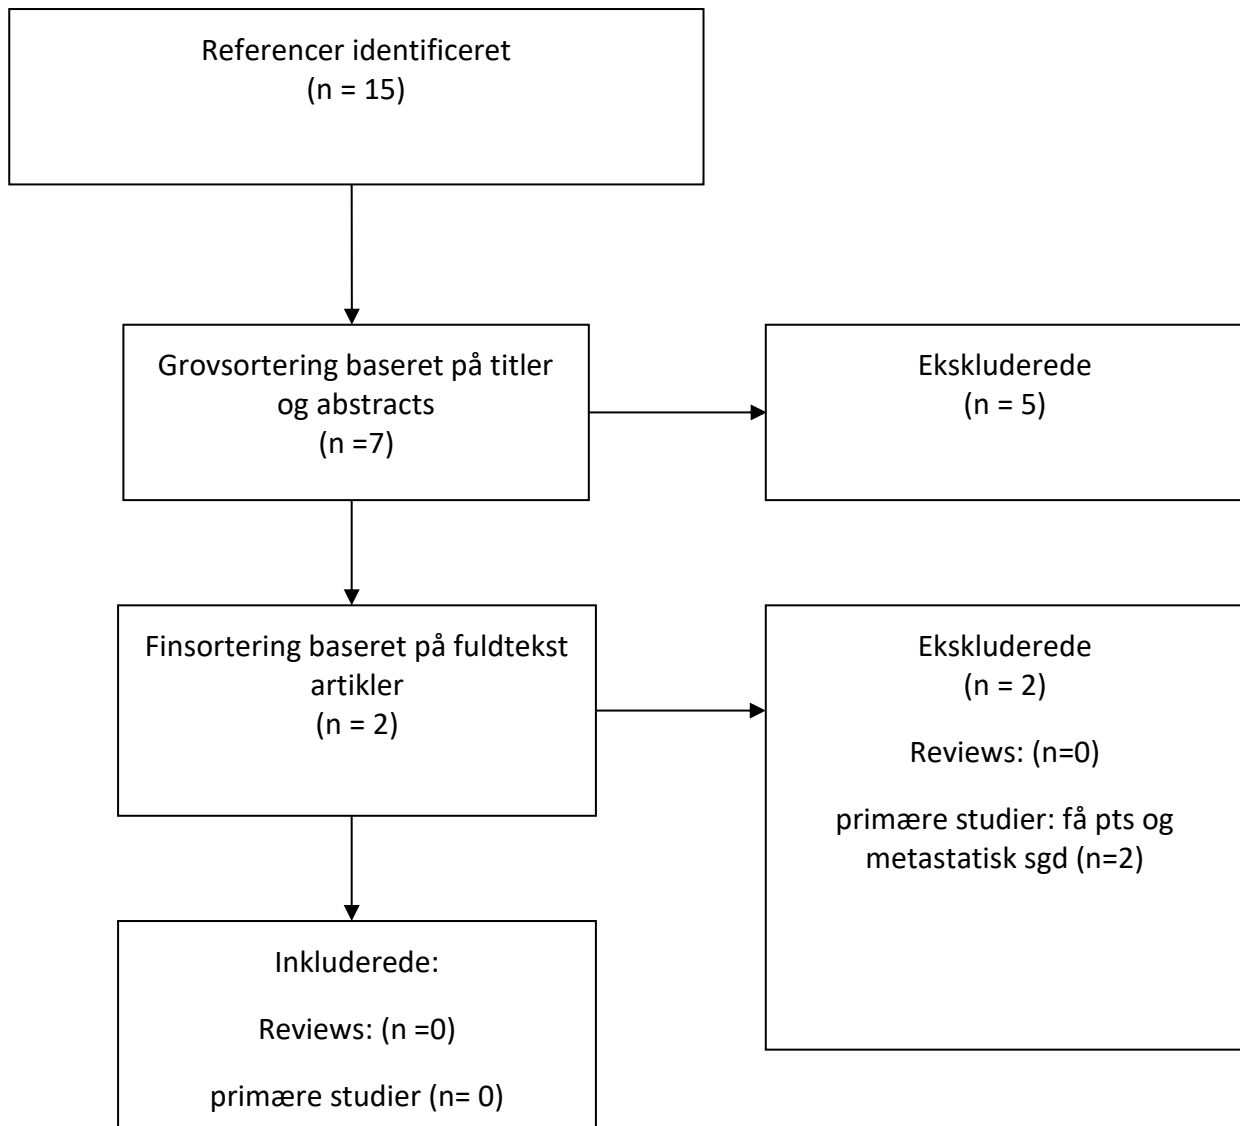 Referencer identificeret
(n = 15)
Grovsortering baseret på titler
og abstracts
(n =7)
Ekskluderede
(n = 5)
Finsortering baseret på fuldtekst
artikler
(n = 2)
Ekskluderede
(n = 2)
Reviews: (n=0)
primære studier: få pts og
metastatisk sgd (n=2)
Inkluderede:
Reviews: (n =0)
primære studier (n= 0)